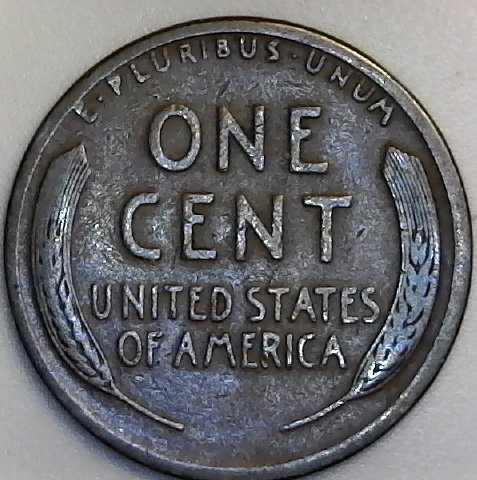 E·PLURIBUS·UNUM
ONE
CENT
UNITED STATES
OF AMERICA